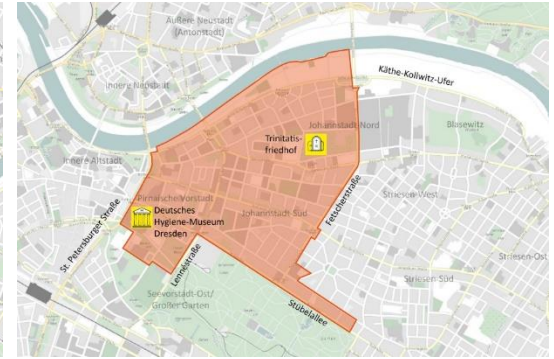 Äußere Neustadt
(Antonstadt)
Käthe-Kollwitz-Ufer
Innere Neustadt
Trinitatis-
friedhof
Johannstadt-Nord
Blasewitz
Innere Altstadt
Striesen-West
Pirnaische Vorstadt
Deutsches
Hygiene-Museum
Dresden
Johannstadt-Süd
Fetscherstraße
St. Petersburger Straße
Lennéstraße
Striesen-Ost
Striesen-Süd
Seevorstadt-Ost/
Großer Garten
Stübelallee